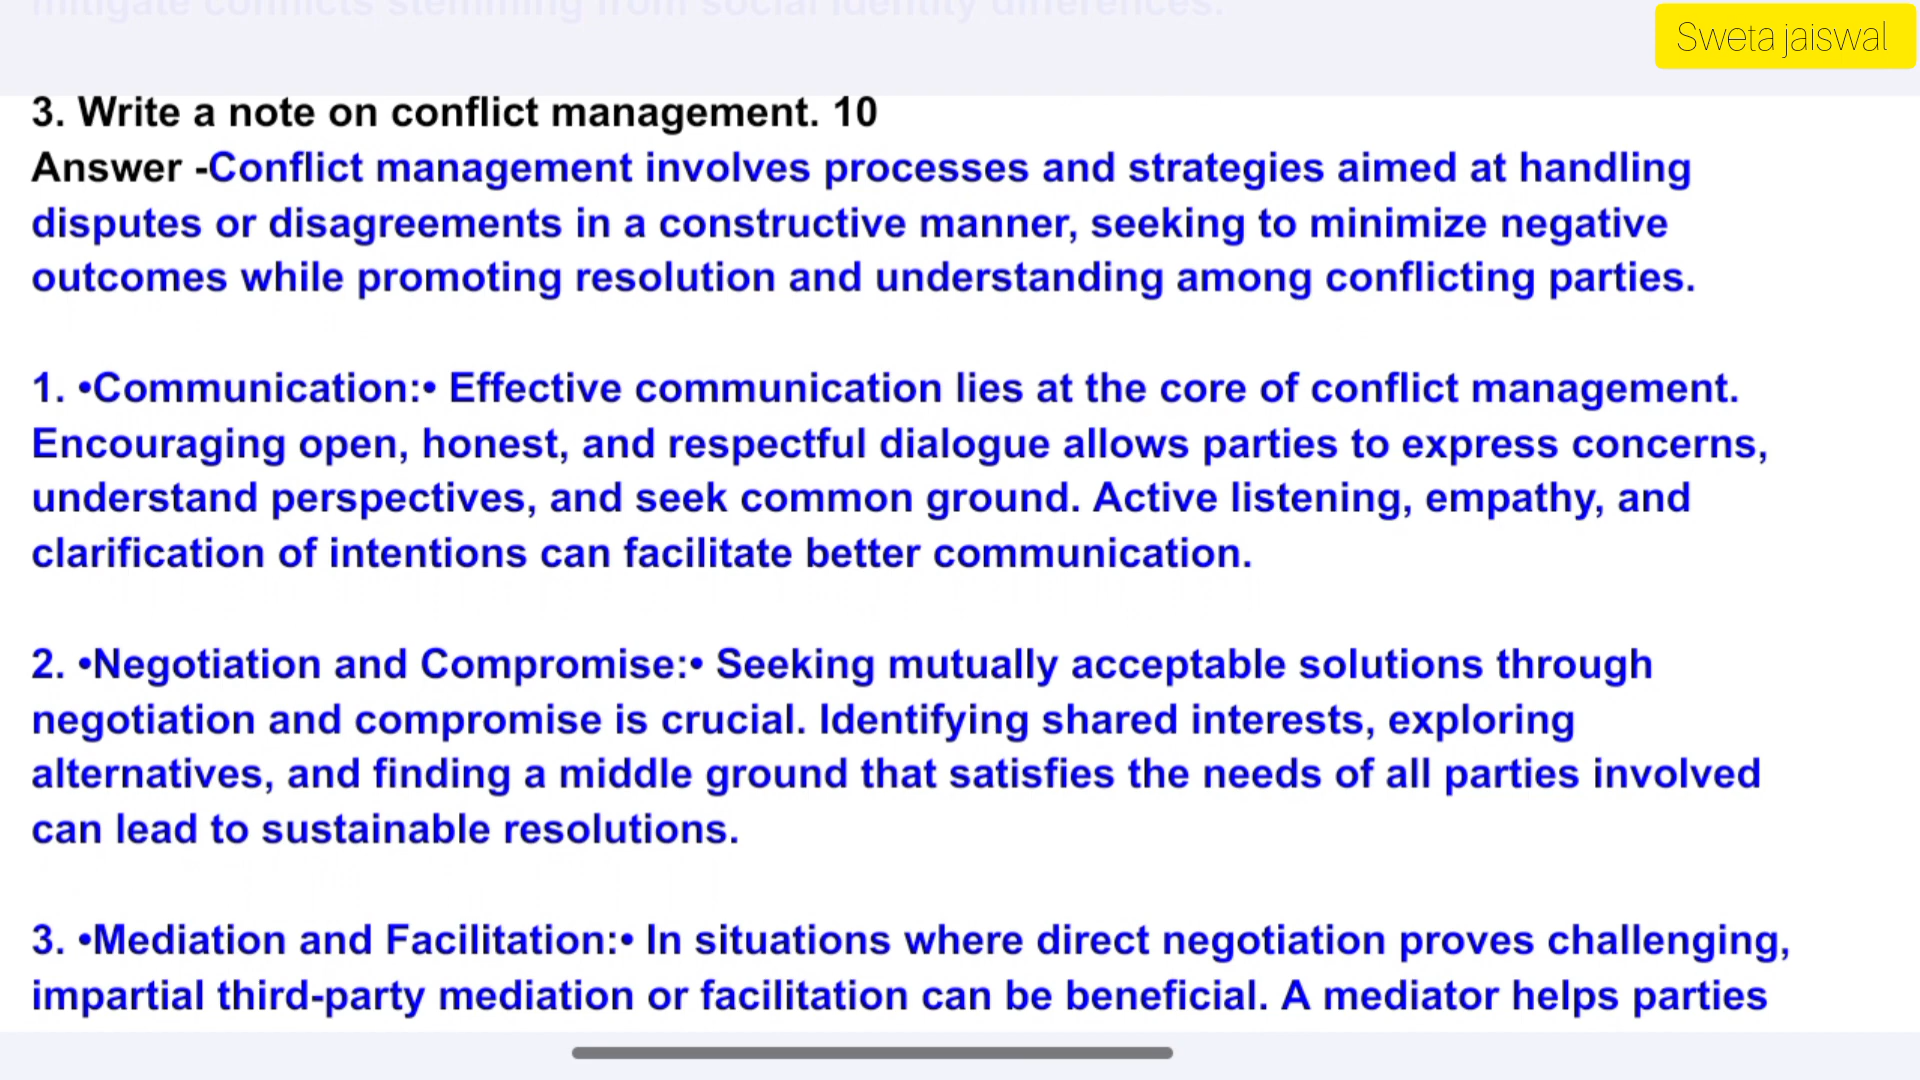 mitigate conflicts stemming from social identity differences.
Sweta jaiswal
3. Write a note on conflict management. 10
Answer -Conflict management involves processes and strategies aimed at handling
disputes or disagreements in a constructive manner, seeking to minimize negative
outcomes while promoting resolution and understanding among conflicting parties.
1. •Communication:• Effective communication lies at the core of conflict management.
Encouraging open, honest, and respectful dialogue allows parties to express concerns,
understand perspectives, and seek common ground. Active listening, empathy, and
clarification of intentions can facilitate better communication.
2. •Negotiation and Compromise:• Seeking mutually acceptable solutions through
negotiation and compromise is crucial. Identifying shared interests, exploring
alternatives, and finding a middle ground that satisfies the needs of all parties involved
can lead to sustainable resolutions.
3. •Mediation and Facilitation:• In situations where direct negotiation proves challenging,
impartial third-party mediation or facilitation can be beneficial. A mediator helps parties